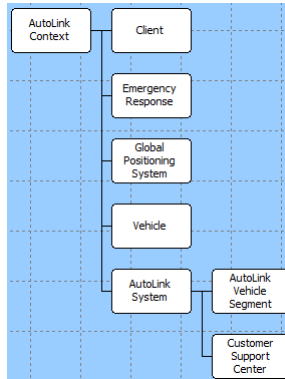 AutoLink
Context
Client
Emergency
Response
Global
Positioning
System
Vehicle
AutoLink
System
AutoLink
Vehicle
Segment
Customer
Support
Center